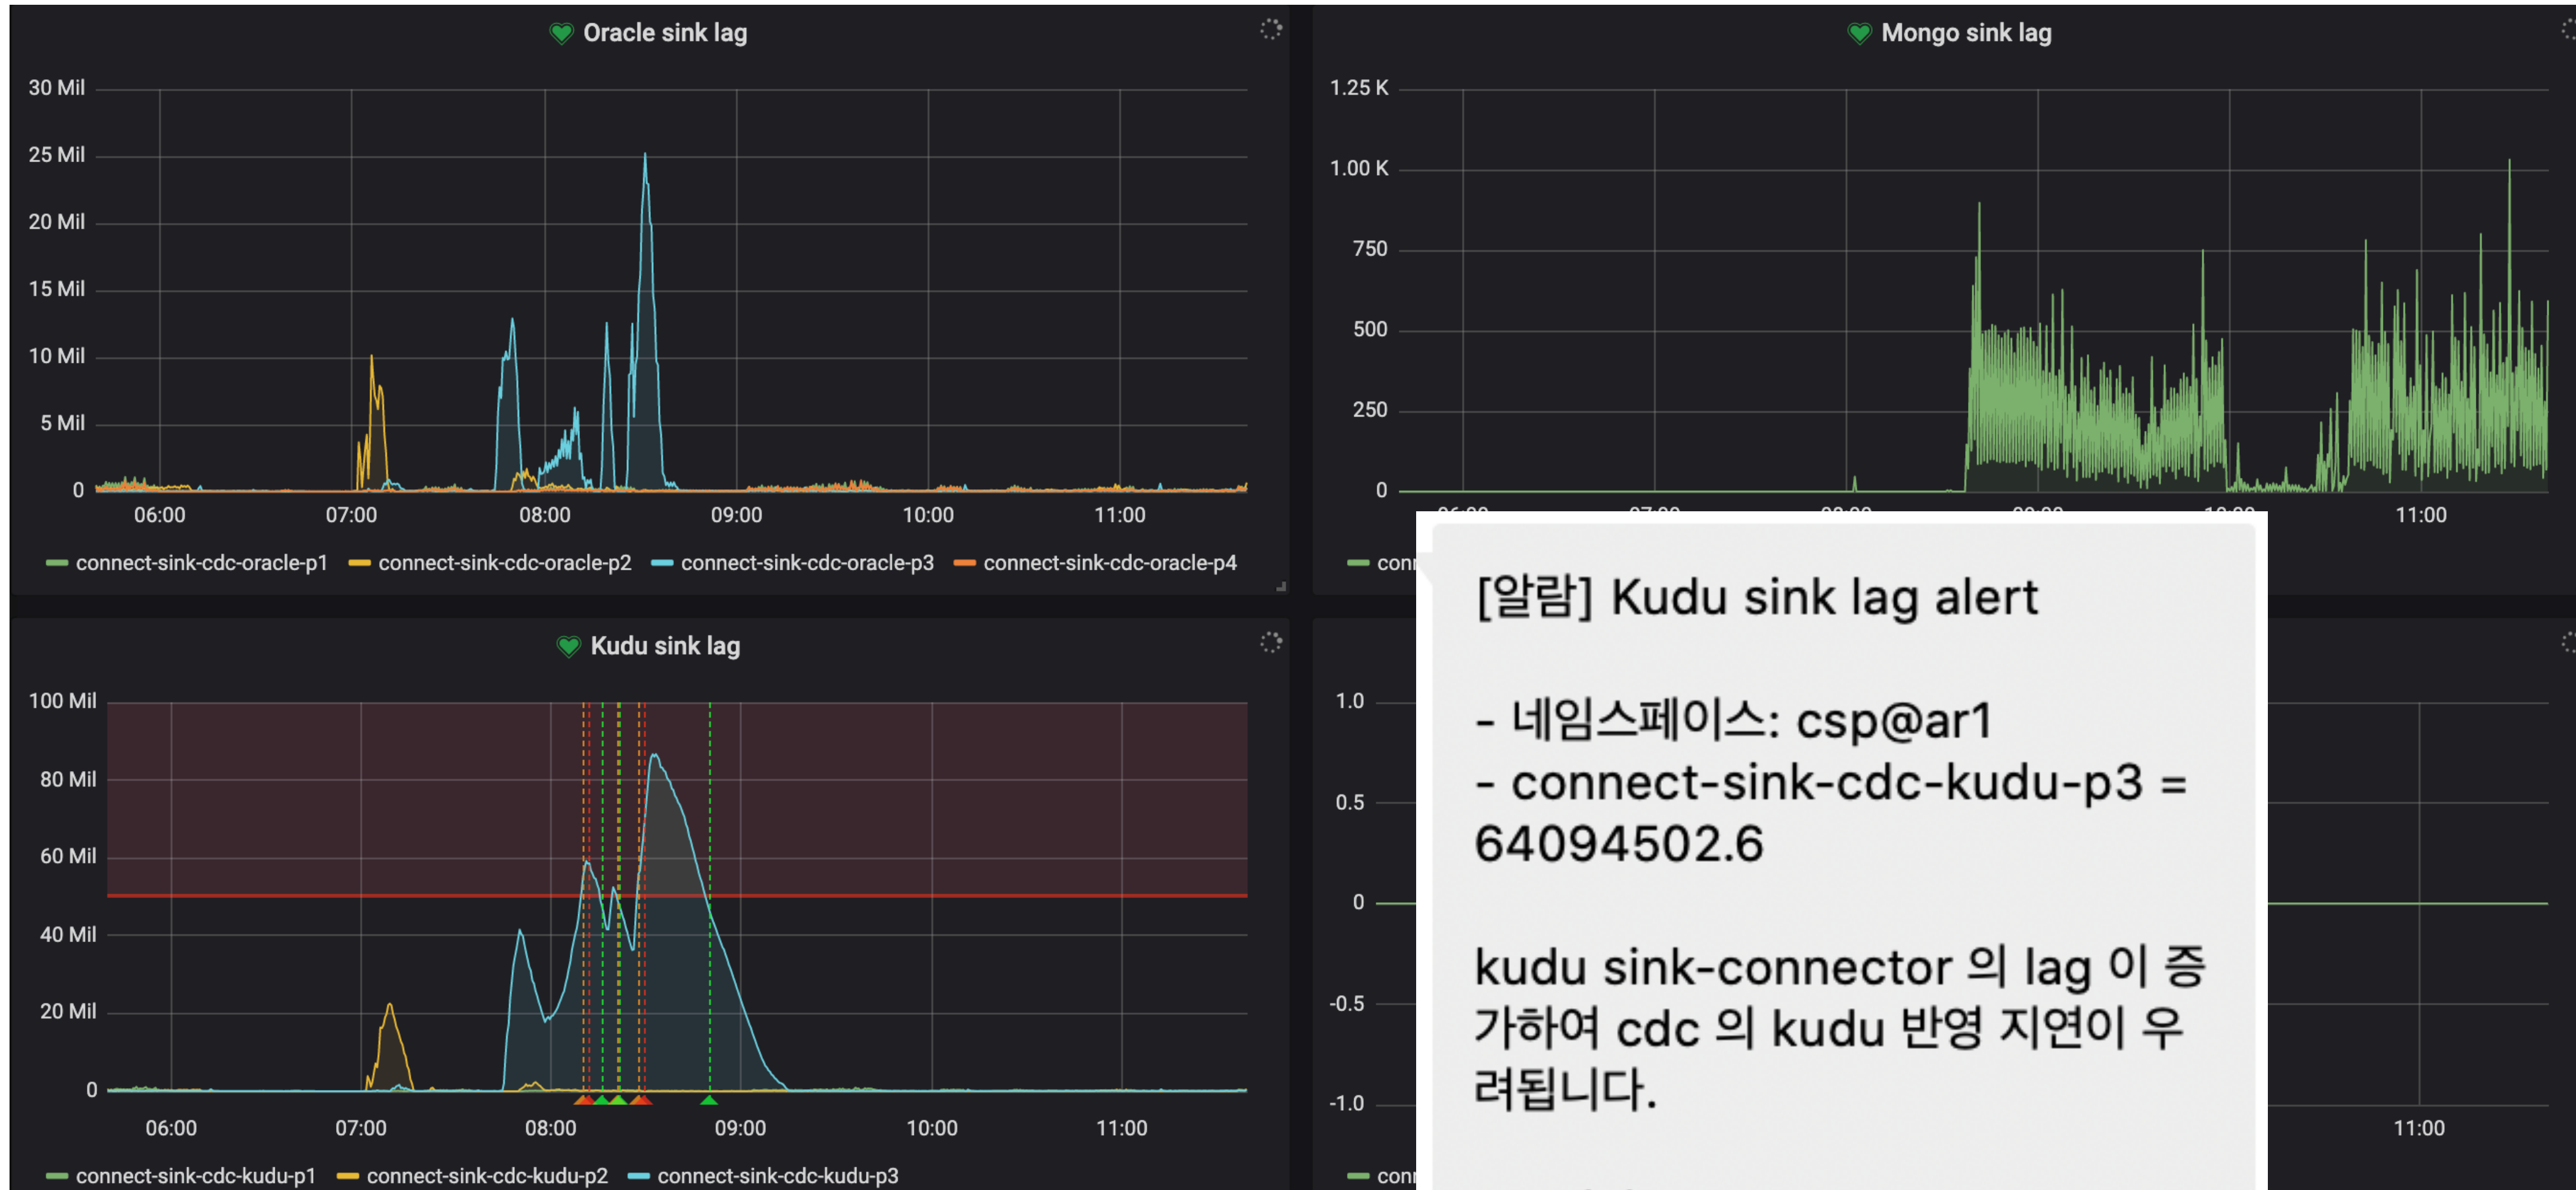 Oracle sink lag
30 Mil
25 Mil
20 Mil
15 Mil
10 Mil
5 Mil
0
06:00 07:00 08:00 09:00 10:00 11:00
connect-sink-cdc-oracle-p1 connect-sink-cdc-oracle-p2 connect-sink-cdc-oracle-p3 connect-sink-cdc-oracle-p4
Mongo sink lag
1.25 K
1.00 K
750
500
250
0
11:00
Kudu sink lag
100 Mil
80 Mil
60 Mil
40 Mil
20 Mil
0
06:00 07:00 08:00 09:00 10:00 11:00
connect-sink-cdc-kudu-p1 connect-sink-cdc-kudu-p2 connect-sink-cdc-kudu-p3
1.0
0.5
0
-0.5
-1.0
11:00
[알람] Kudu sink lag alert
- 네임스페이스: csp@ar1
- connect-sink-cdc-kudu-p3 =
64094502.6
kudu sink-connector 의 lag 이 증
가하여 cdc 의 kudu 반영 지연이 우
려됩니다.